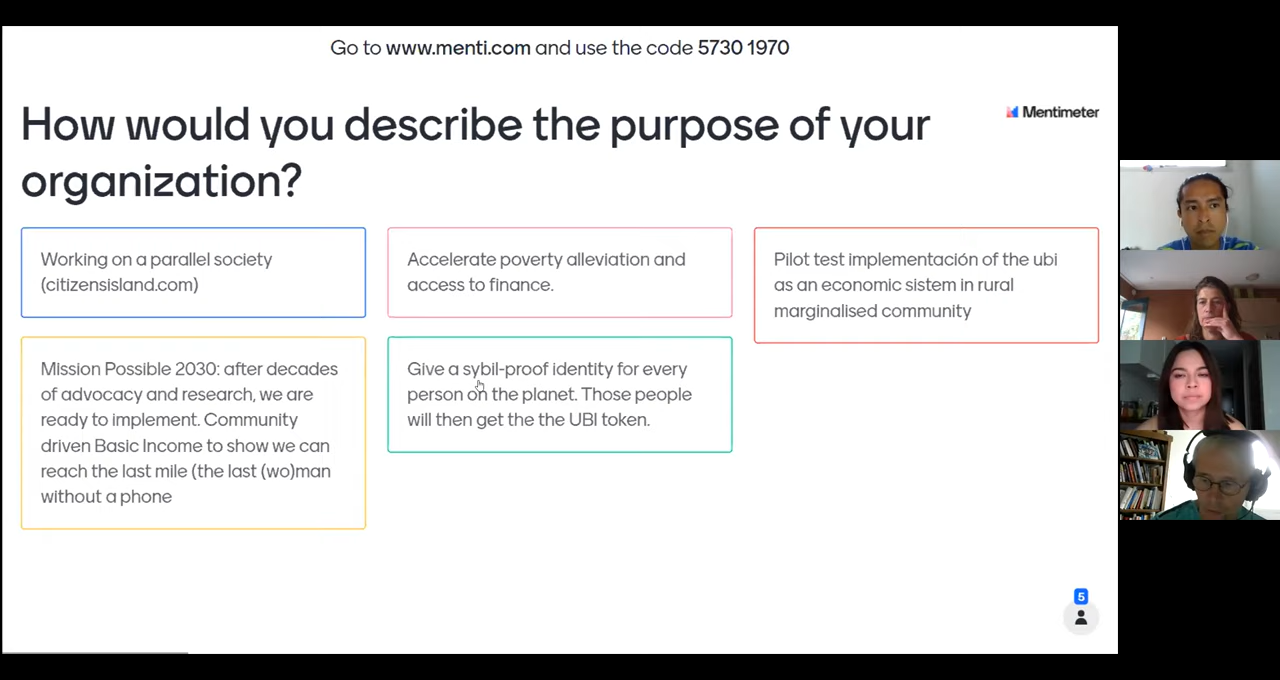 Go to www.menti.com and use the code 5730 1970
How would you describe the purpose of your
organization?
Mentimeter
Working on a parallel society
(citizensisland.com)
Accelerate poverty alleviation and
access to finance.
Pilot test implementación of the ubi
as an economic sistem in rural
marginalised community
Mission Possible 2030: after decades
of advocacy and research, we are
ready to implement. Community
driven Basic Income to show we can
reach the last mile (the last (wo)man
without a phone
Give a sybil-proof identity for every
person on the planet. Those people
will then get the the UBI token.
5